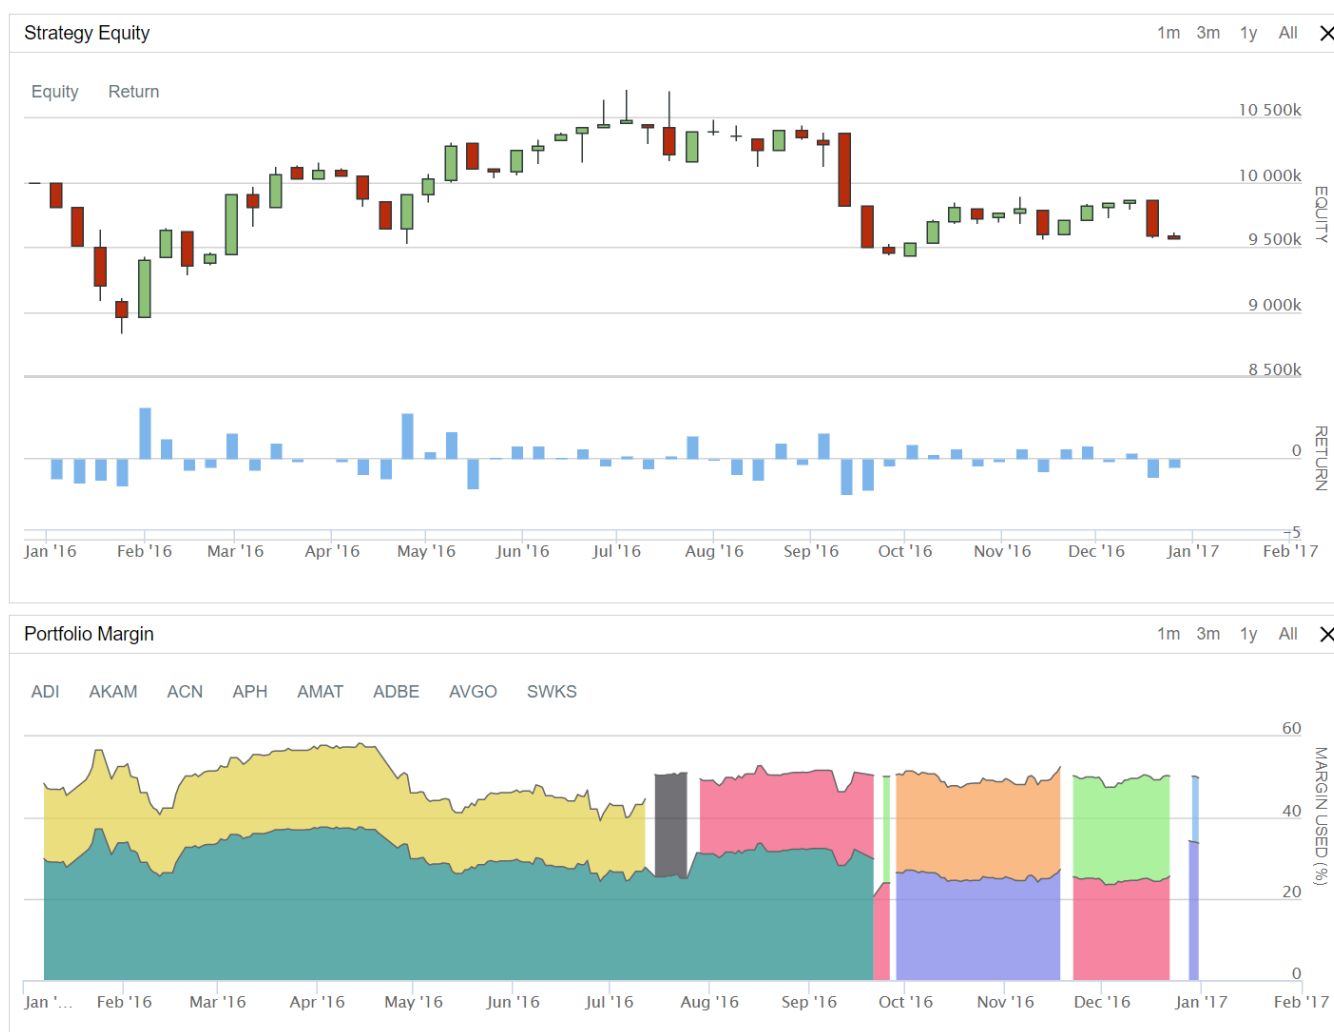 Strategy Equity 1m 3m 1y All
Equity Return
10 500k
10 000k
9 500k
9 000k
8 500k
EQUITY
0
-5
RETURN
Jan '16 Feb '16 Mar '16 Apr '16 May '16 Jun '16 Jul '16 Aug '16 Sep '16 Oct '16 Nov '16 Dec '16 Jan '17 Feb '17
Portfolio Margin 1m 3m 1y All
ADI AKAM ACN APH AMAT ADBE AVGO SWKS
60
40
20
0
MARGIN USED (%)
Jan '... Feb '16 Mar '16 Apr '16 May '16 Jun '16 Jul '16 Aug '16 Sep '16 Oct '16 Nov '16 Dec '16 Jan '17 Feb '17